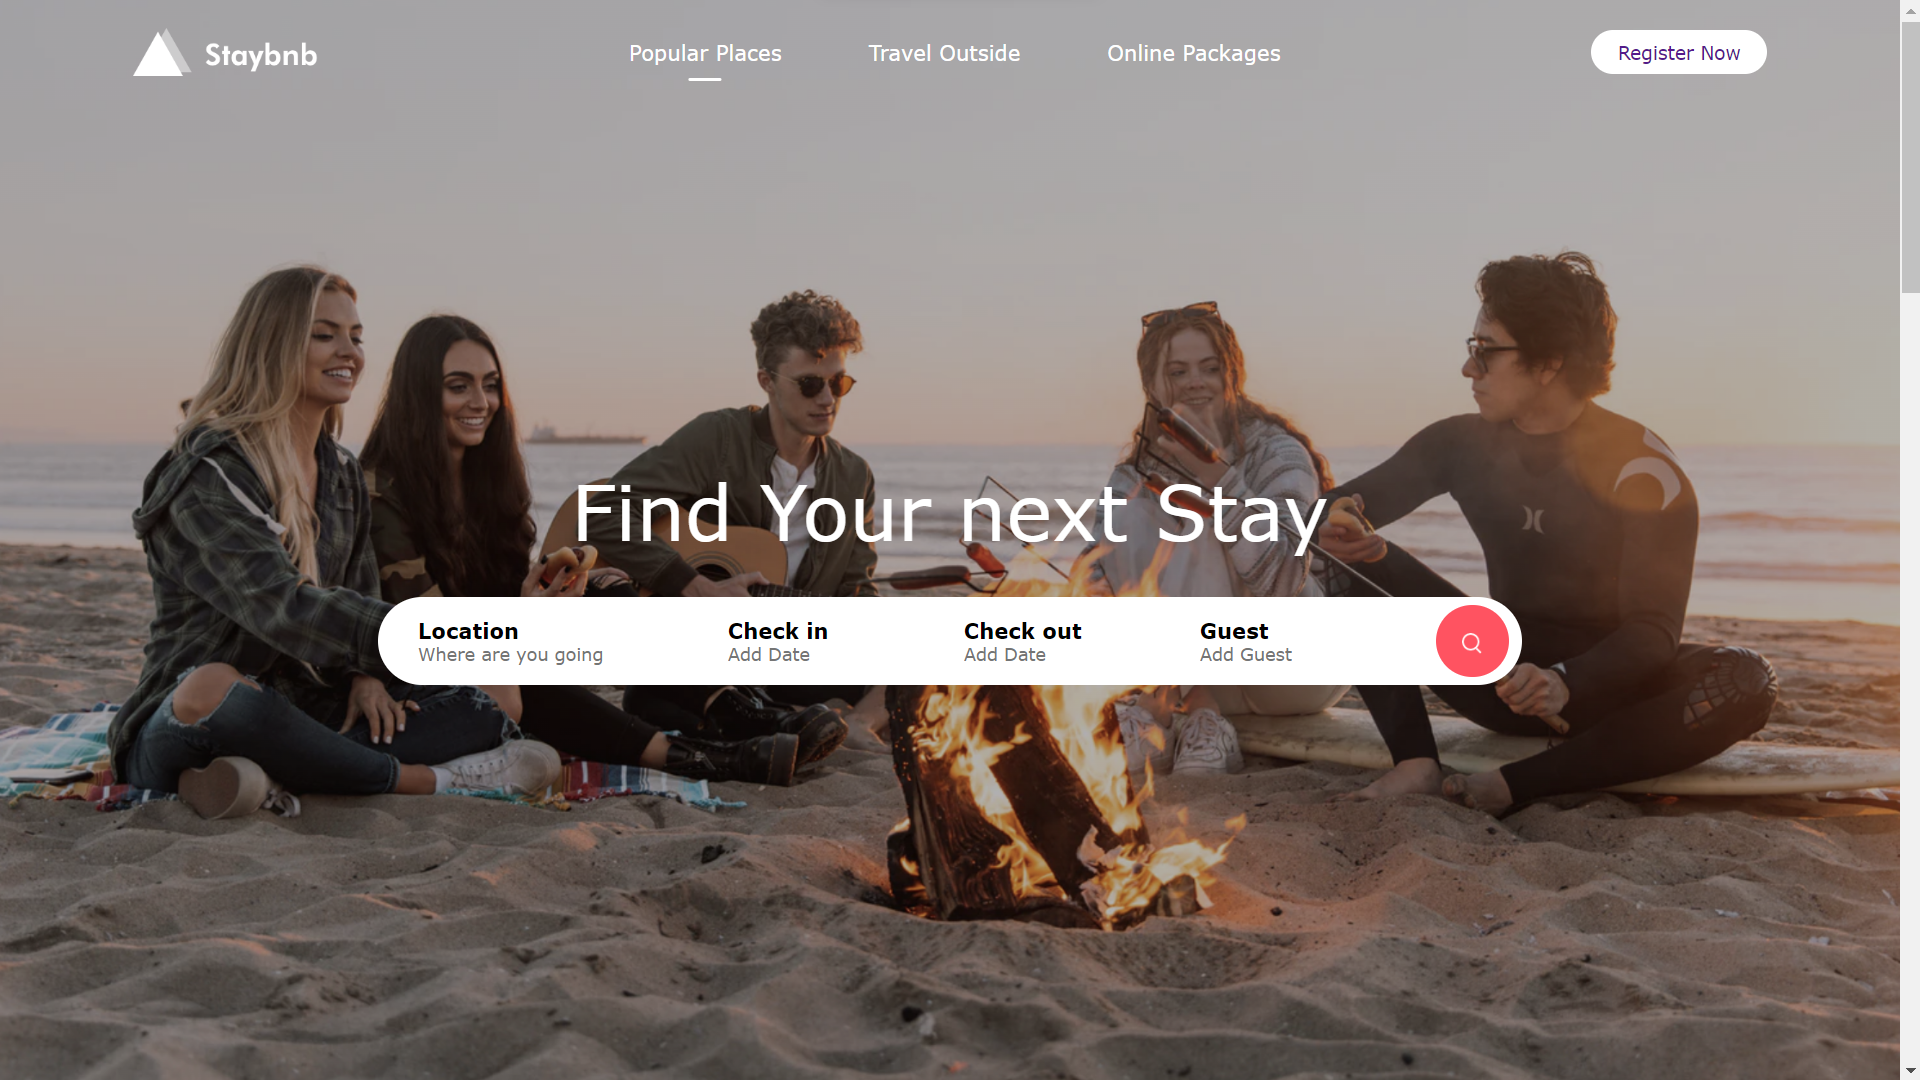 Staybnb
Popular Places
Travel Outside
Online Packages
Register Now
Find Your next Stay
Location
Where are you going
Check in
Add Date
Check out
Add Date
Guest
Add Guest